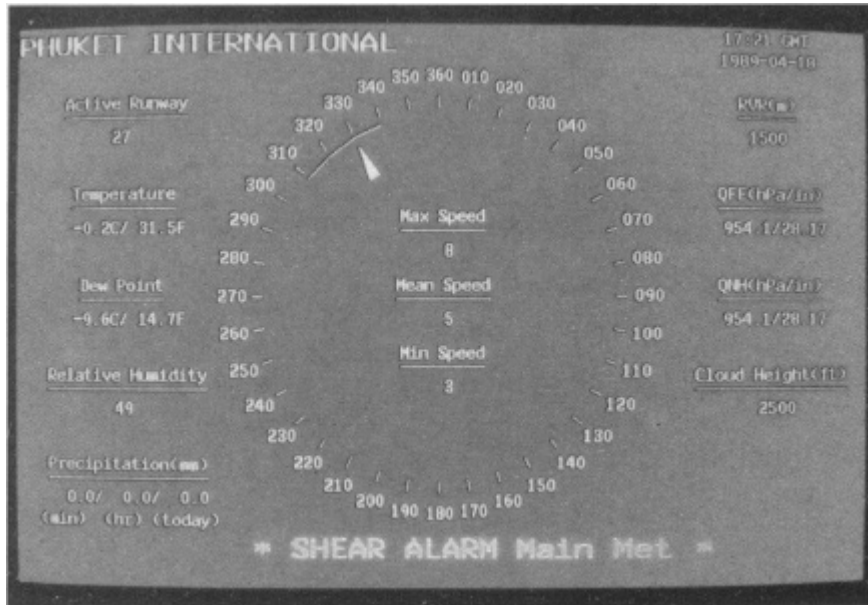 PHUKET INTERNATIONAL
17:21 GMT
1989-04-18
Active Runway
27
Temperature
-0.2C/ 31.5F
Dew Point
-9.6C/ 14.7F
Relative Humidity
49
Precipitation(mm)
0.0/ 0.0/ 0.0
(min) (hr) (today)
350 360 010
340 020
330 030
320 040
310 050
300 060
290 070
280 080
270 090
260 100
250 110
240 120
230 130
220 140
210 150
200 160
190 180 170
Max Speed
8
Mean Speed
5
Min Speed
3
RVR(m)
1500
QFE(hPa/in)
954.1/28.17
QNH(hPa/in)
954.1/28.17
Cloud Height(ft)
2500
* SHEAR ALARM Main Met *